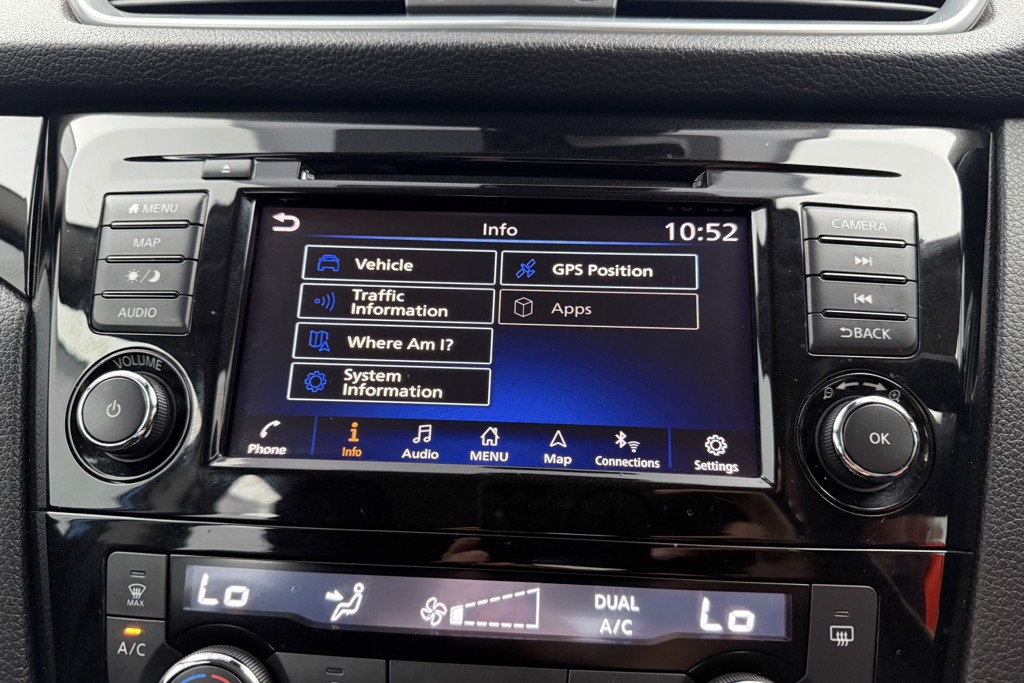 MENU
MAP
AUDIO
VOLUME
Info
10:52
Vehicle
GPS Position
Traffic
Information
Apps
Where Am I?
System
Information
Phone
Info
Audio
MENU
Map
Connections
Settings
CAMERA
BACK
OK
MAX
A/C
Lo
DUAL
A/C
Lo